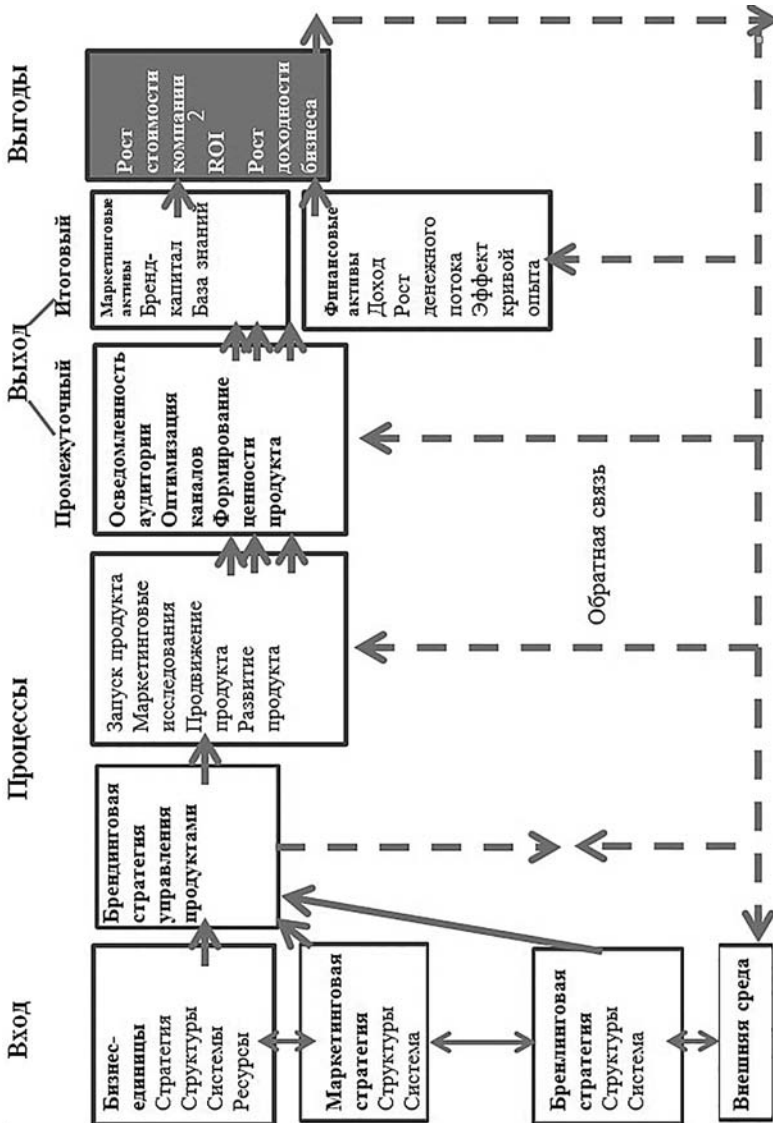 Вход
Процессы
Выход
Выгоды
Промежуточный
Итоговый
Бизнес-
единицы
Стратегия
Структуры
Системы
Ресурсы
Маркетинговая
стратегия
Структуры
Система
Бренлинговая
стратегия
Структуры
Система
Внешняя среда
Брендинговая
стратегия
управления
продуктами
Запуск продукта
Маркетинговые
исследования
Продвижение
продукта
Развитие
продукта
Осведомленность
аудитории
Оптимизация
каналов
Формирование
ценности
продукта
Маркетинговые
активы
Бренд-
капитал
База знаний
Финансовые
активы
Доход
Рост
денежного
потока
Эффект
кривой
опыта
Рост
стоимости
компании
2
ROI
Рост
доходности
бизнеса
Обратная связь